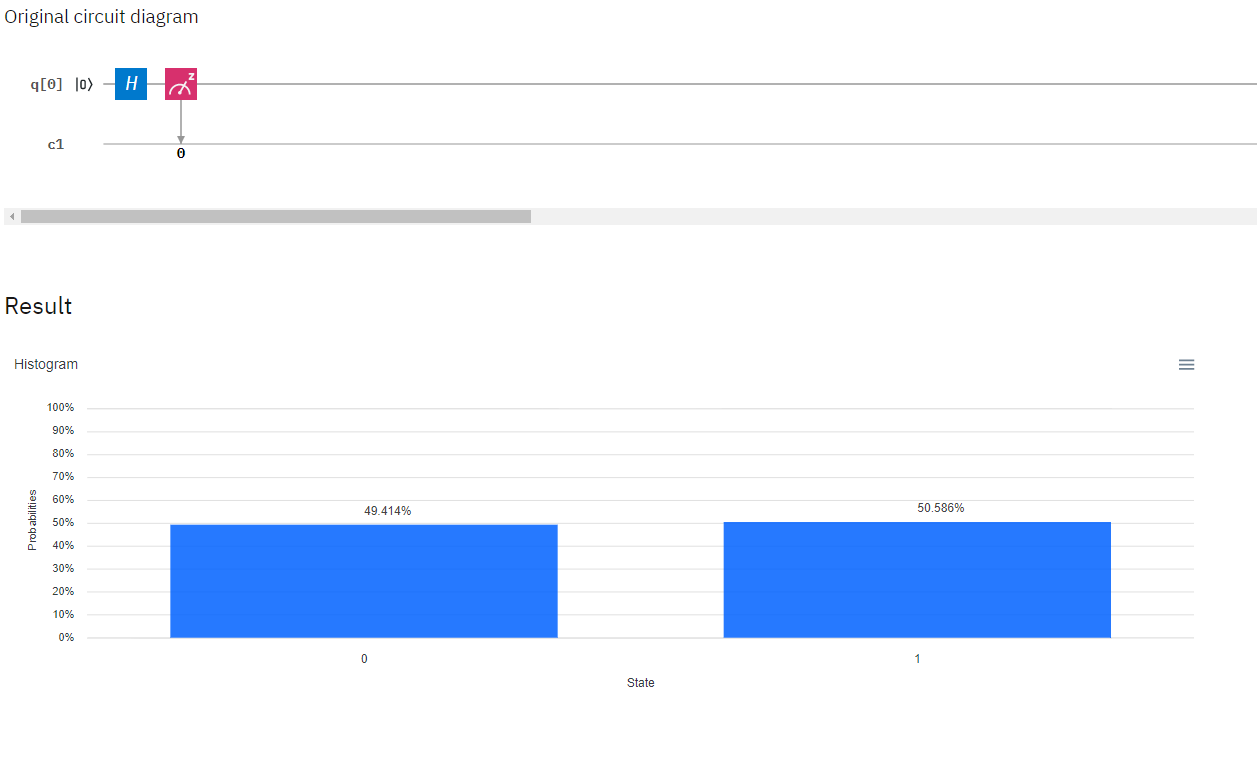 Original circuit diagram
q[0] |0⟩ H z
c1
0
Result
Histogram
100%
90%
80%
70%
60%
50%
40%
30%
20%
10%
0%
Probabilities
49.414%
50.586%
0
1
State